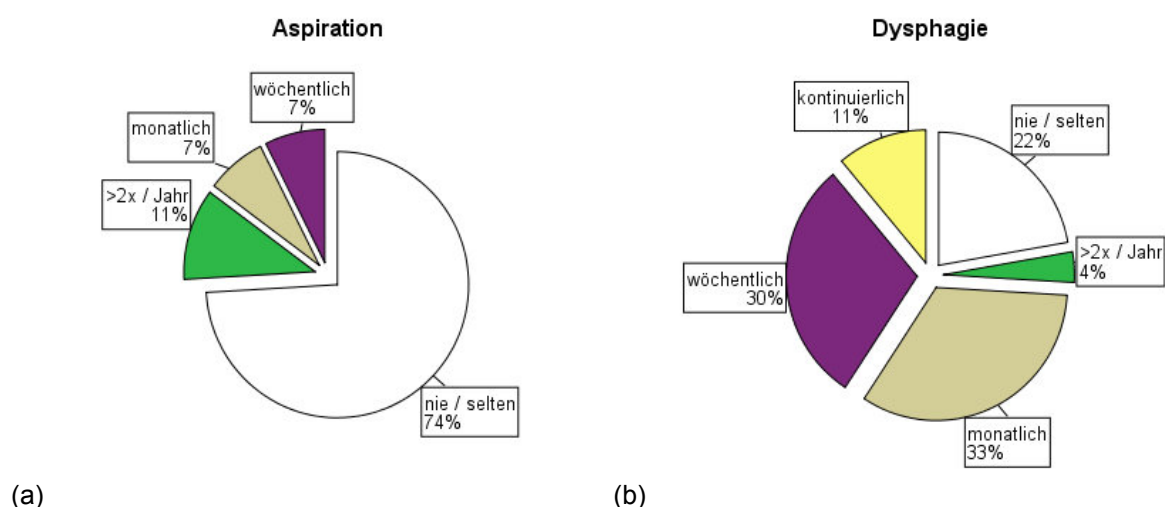 Aspiration
wöchentlich
7%
monatlich
7%
>2x / Jahr
11%
nie / selten
74%
(a)
Dysphagie
kontinuierlich
11%
nie / selten
22%
>2x / Jahr
4%
wöchentlich
30%
monatlich
33%
(b)